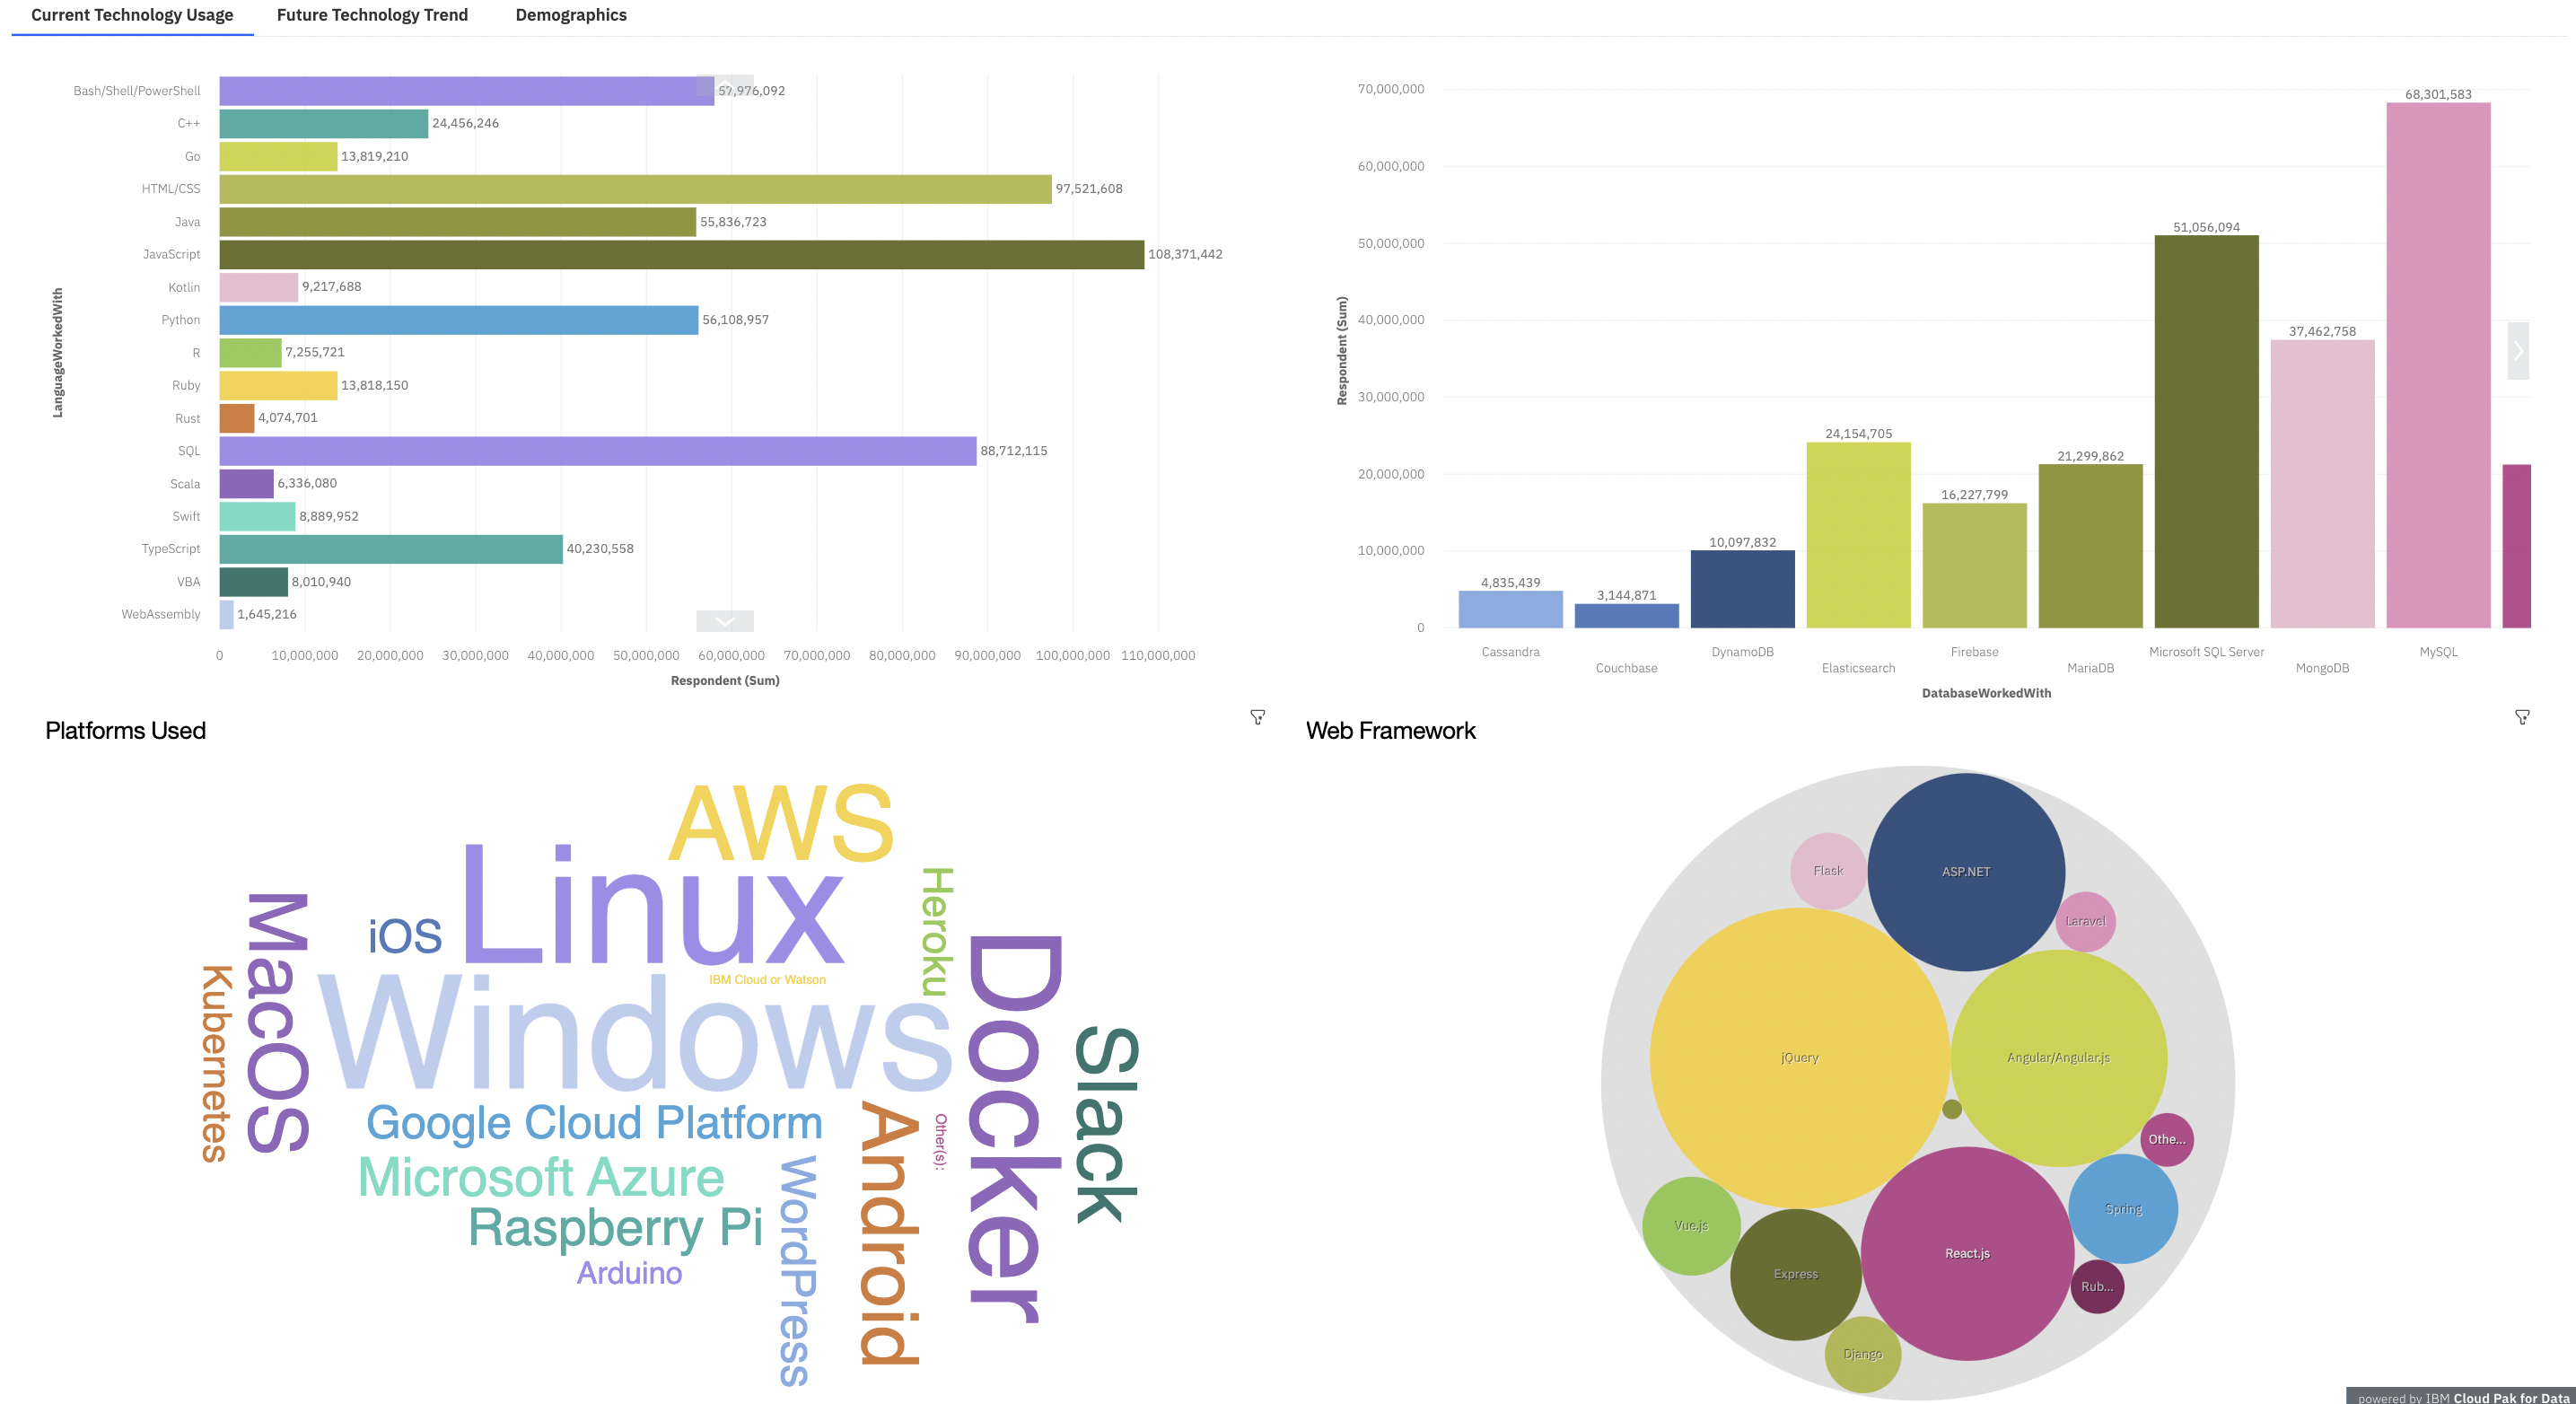 Current Technology Usage
Future Technology Trend
Demographics
LanguageWorkedWith
Bash/Shell/PowerShell 57,976,092
C++ 24,456,246
Go 13,819,210
HTML/CSS 97,521,608
Java 55,836,723
JavaScript 108,371,442
Kotlin 9,217,688
Python 56,108,957
R 7,255,721
Ruby 13,818,150
Rust 4,074,701
SQL 88,712,115
Scala 6,336,080
Swift 8,889,952
TypeScript 40,230,558
VBA 8,010,940
WebAssembly 1,645,216
0 10,000,000 20,000,000 30,000,000 40,000,000 50,000,000 60,000,000 70,000,000 80,000,000 90,000,000 100,000,000 110,000,000
Respondent (Sum)
Respondent (Sum)
70,000,000
60,000,000
50,000,000
40,000,000
30,000,000
20,000,000
10,000,000
0
4,835,439
3,144,871
10,097,832
24,154,705
16,227,799
21,299,862
51,056,094
37,462,758
68,301,583
Cassandra
Couchbase
DynamoDB
Elasticsearch
Firebase
MariaDB
Microsoft SQL Server
MongoDB
MySQL
DatabaseWorkedWith
Platforms Used
AWS
Linux
iOS
Heroku
MacOS
Kubernetes
IBM Cloud or Watson
Windows
Docker
Slack
Google Cloud Platform
Android
Other(s):
Microsoft Azure
WordPress
Raspberry Pi
Arduino
Web Framework
Flask
ASP.NET
Laravel
jQuery
Angular/Angular.js
Othe...
Vue.js
Spring
React.js
Express
Rub...
Django
powered by IBM Cloud Pak for Data